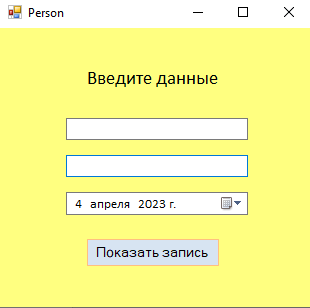 Person
Введите данные
4 апреля 2023 г.
Показать запись